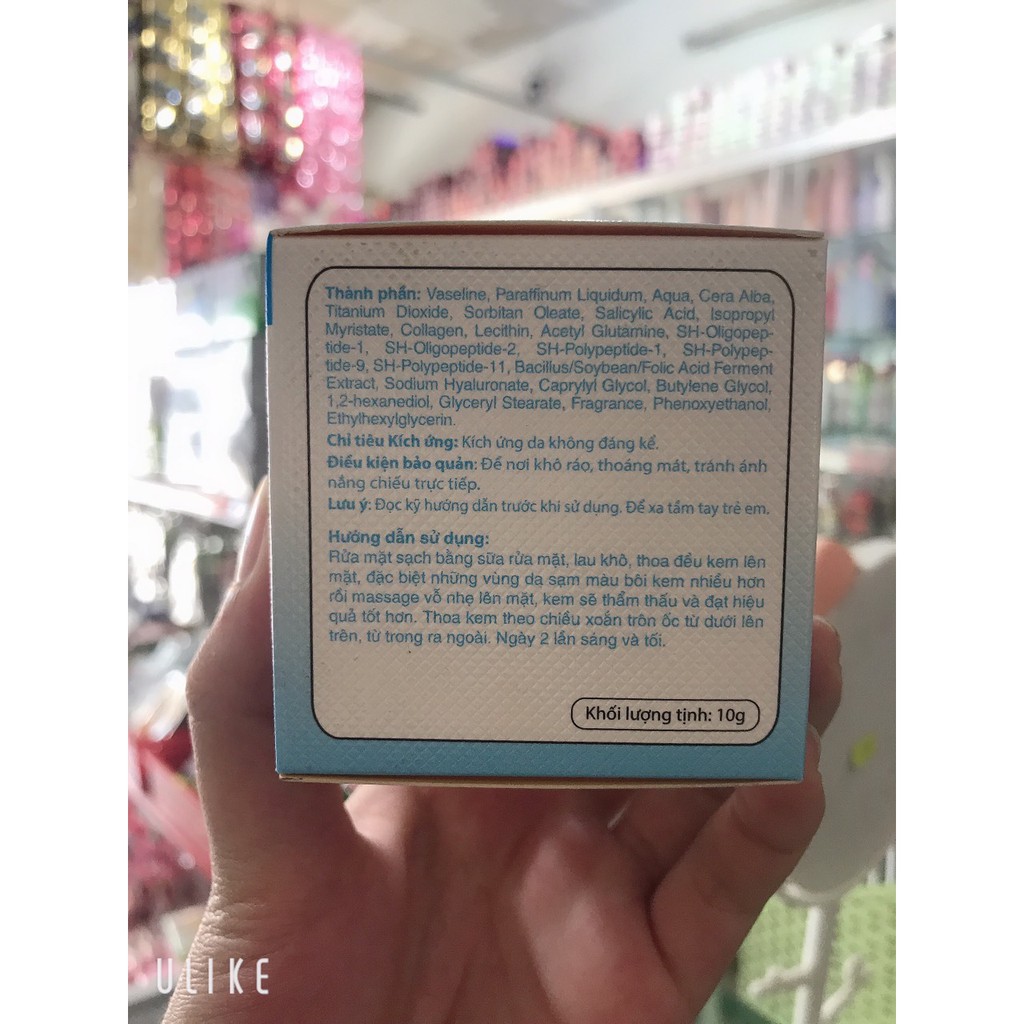 Thành phần: Vaseline, Paraffinum Liquidum, Aqua, Cera Alba,
Titanium Dioxide, Sorbitan Oleate, Salicylic Acid, Isopropyl
Myristate, Collagen, Lecithin, Acetyl Glutamine, SH-Oligopep-
tide-1, SH-Oligopeptide-2, SH-Polypeptide-1, SH-Polypep-
tide-9, SH-Polypeptide-11, Bacillus/Soybean/Folic Acid Ferment
Extract, Sodium Hyaluronate, Caprylyl Glycol, Butylene Glycol,
1,2-hexanediol, Glyceryl Stearate, Fragrance, Phenoxyethanol,
Ethylhexylglycerin.
Chỉ tiêu Kích ứng: Kích ứng da không đáng kể.
Điều kiện bảo quản: Để nơi khô ráo, thoáng mát, tránh ánh
nắng chiếu trực tiếp.
Lưu ý: Đọc kỹ hướng dẫn trước khi sử dụng. Để xa tầm tay trẻ em.
Hướng dẫn sử dụng:
Rửa mặt sạch bằng sữa rửa mặt, lau khô, thoa đều kem lên
mặt, đặc biệt những vùng da sạm màu bôi kem nhiều hơn
rồi massage vỗ nhẹ lên mặt, kem sẽ thẩm thấu và đạt hiệu
quả tốt hơn. Thoa kem theo chiều xoắn trôn ốc từ dưới lên
trên, từ trong ra ngoài. Ngày 2 lần sáng và tối.
Khối lượng tịnh: 10g
ULIKE